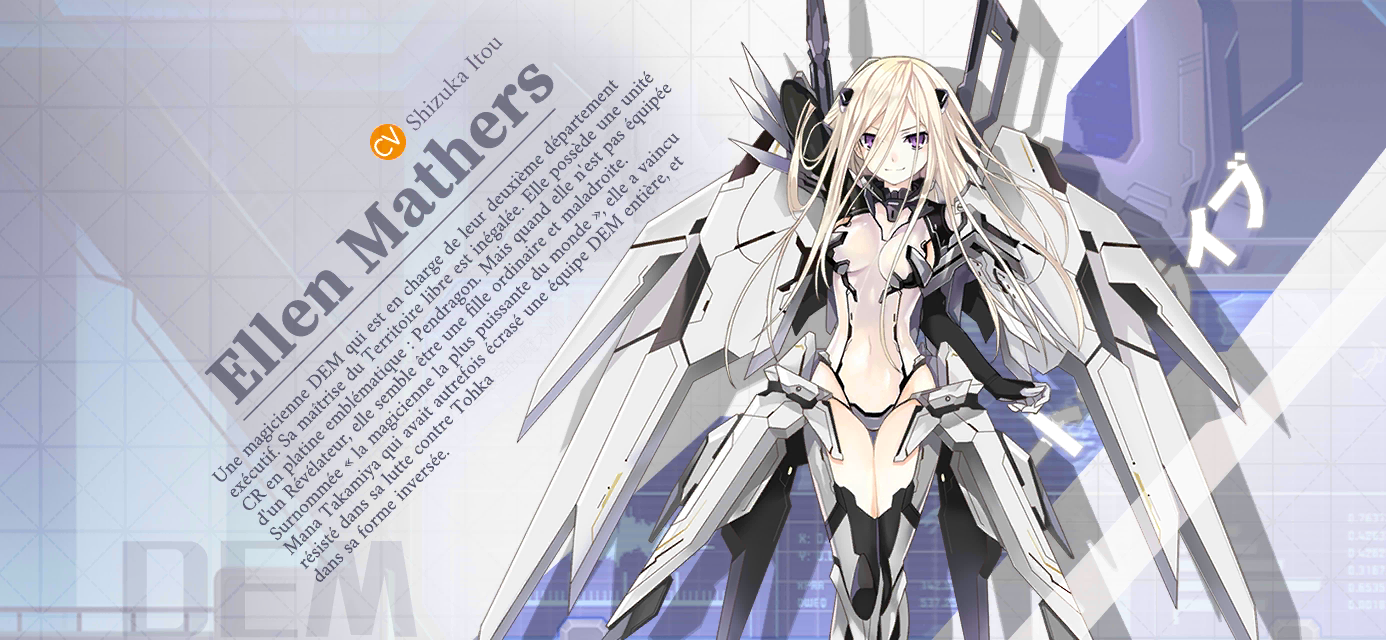 CV Shizuka Itou
Ellen Mathers
Une magicienne DEM qui est en charge de leur deuxième département
exécutif. Sa maîtrise du Territoire libre est inégalée. Elle possède une unité
CR en platine emblématique : Pendragon. Mais quand elle n'est pas équipée
d'un Révélateur, elle semble être une fille ordinaire et maladroite.
Surnommée « la magicienne la plus puissante du monde », elle a vaincu
Mana Takamiya qui avait autrefois écrasé une équipe DEM entière, et
résisté dans sa lutte contre Tohka
dans sa forme inversée.
DEM